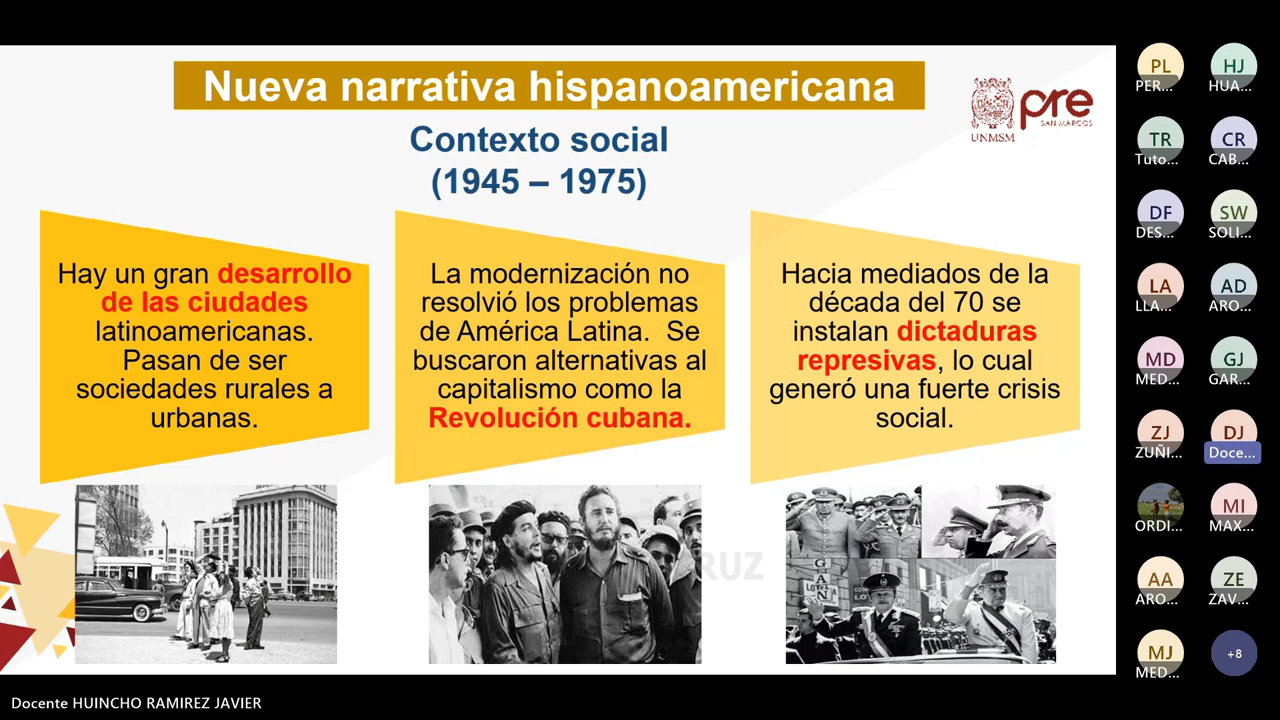 Nueva narrativa hispanoamericana
UNMSM
pre
SAN MARCOS
Contexto social
(1945 – 1975)
Hay un gran desarrollo
de las ciudades
latinoamericanas.
Pasan de ser
sociedades rurales a
urbanas.
La modernización no
resolvió los problemas
de América Latina. Se
buscaron alternativas al
capitalismo como la
Revolución cubana.
Hacia mediados de la
década del 70 se
instalan dictaduras
represivas, lo cual
generó una fuerte crisis
social.
RUZ
PL
PER...
HJ
HUA...
TR
Tuto...
CR
CAB...
DF
DES...
SW
SOLI...
LA
LLA...
AD
ARO...
MD
MED...
GJ
GAR...
ZJ
ZUÑI...
DJ
Doce...
ORDI...
MI
MAX...
AA
ARO...
ZE
ZAV...
MJ
MED...
+8
Docente HUINCHO RAMIREZ JAVIER